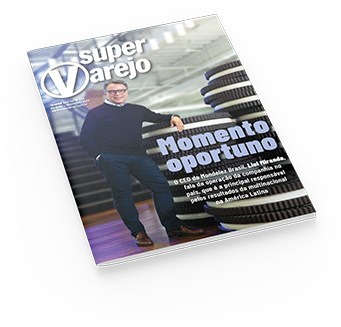 super
Varejo
Momento
oportuno
O CEO da Mondelez Brasil, Liel Miranda,
fala da operação da companhia no
país, que é a principal responsável
pelos resultados da multinacional
na América Latina